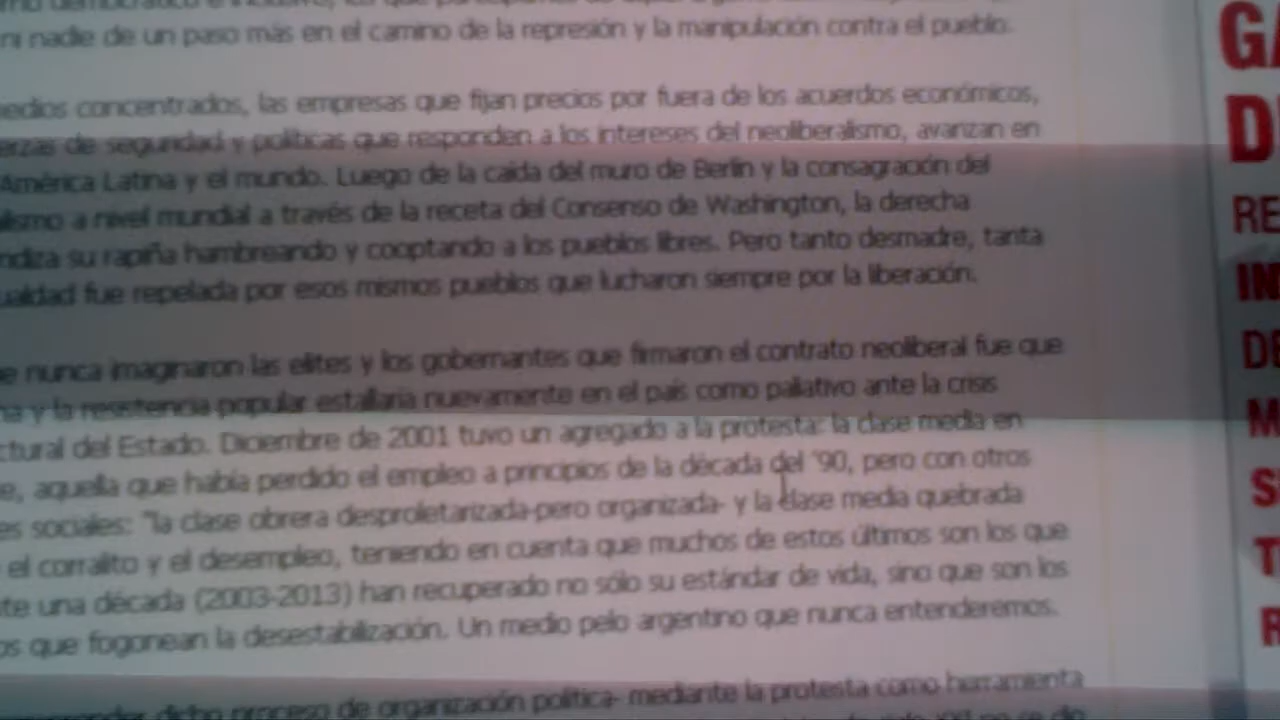 ni nadie de un paso más en el camino de la represión y la manipulación contra el pueblo.
medios concentrados, las empresas que fijan precios por fuera de los acuerdos económicos,
de seguridad y políticas que responden a los intereses del neoliberalismo, avanzan en
América Latina y el mundo. Luego de la caída del muro de Berlín y la consagración del
a nivel mundial a través de la receta del Consenso de Washington, la derecha
su rapiña hambreando y cooptando a los pueblos libres. Pero tanto desmadre, tanta
fue repelada por esos mismos pueblos que lucharon siempre por la liberación.
nunca imaginaron las elites y los gobernantes que firmaron el contrato neoliberal fue que
y la resistencia popular estallaría nuevamente en el país como paliativo ante la crisis
ctural del Estado. Diciembre de 2001 tuvo un agregado a la protesta: la clase media en
e, aquella que había perdido el empleo a principios de la década del '90, pero con otros
es sociales: "la clase obrera desproletarizada-pero organizada- y la clase media quebrada
el corralito y el desempleo, teniendo en cuenta que muchos de estos últimos son los que
te una década (2003-2013) han recuperado no sólo su estándar de vida, sino que son los
os que fogonean la desestabilización. Un medio pelo argentino que nunca entenderemos.
dicho proceso de organización política- mediante la protesta como herramienta
GA
D
RE
IN
DE
M
S
T
R